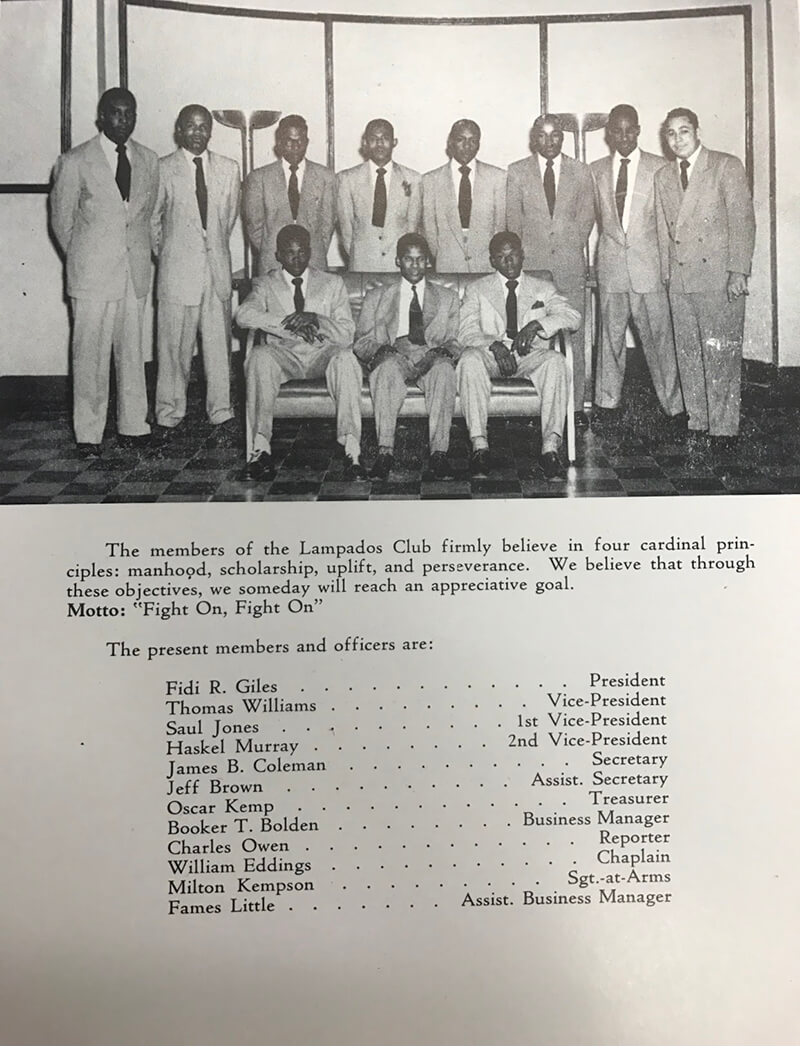 The members of the Lampados Club firmly believe in four cardinal prin-
ciples: manhood, scholarship, uplift, and perseverance. We believe that through
these objectives, we someday will reach an appreciative goal.
Motto: "Fight On, Fight On"
The present members and officers are:
Fidi R. Giles . . . . . . . . . . . President
Thomas Williams . . . . . . . . . Vice-President
Saul Jones . . . . . . . . . 1st Vice-President
Haskel Murray . . . . . . . . 2nd Vice-President
James B. Coleman . . . . . . . . . . Secretary
Jeff Brown . . . . . . . . . . Assist. Secretary
Oscar Kemp . . . . . . . . . . . . Treasurer
Booker T. Bolden . . . . . . . Business Manager
Charles Owen . . . . . . . . . . . Reporter
William Eddings . . . . . . . . . . . Chaplain
Milton Kempson . . . . . . . . . Sgt.-at-Arms
Fames Little . . . . . . Assist. Business Manager